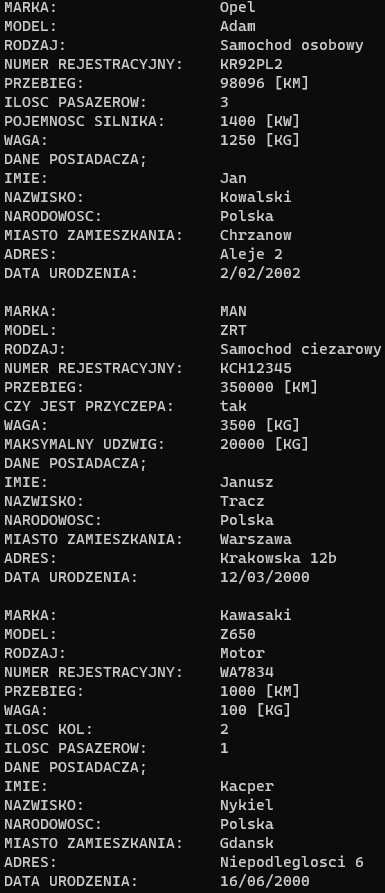 MARKA: Opel
MODEL: Adam
RODZAJ: Samochod osobowy
NUMER REJESTRACYJNY: KR92PL2
PRZEBIEG: 98096 [KM]
ILOSC PASAZEROW: 3
POJEMNOSC SILNIKA: 1400 [KW]
WAGA: 1250 [KG]
DANE POSIADACZA;
IMIE: Jan
NAZWISKO: Kowalski
NARODOWOSC: Polska
MIASTO ZAMIESZKANIA: Chrzanow
ADRES: Aleje 2
DATA URODZENIA: 2/02/2002

MARKA: MAN
MODEL: ZRT
RODZAJ: Samochod ciezarowy
NUMER REJESTRACYJNY: KCH12345
PRZEBIEG: 350000 [KM]
CZY JEST PRZYCZEPA: tak
WAGA: 3500 [KG]
MAKSYMALNY UDZWIG: 20000 [KG]
DANE POSIADACZA;
IMIE: Janusz
NAZWISKO: Tracz
NARODOWOSC: Polska
MIASTO ZAMIESZKANIA: Warszawa
ADRES: Krakowska 12b
DATA URODZENIA: 12/03/2000

MARKA: Kawasaki
MODEL: Z650
RODZAJ: Motor
NUMER REJESTRACYJNY: WA7834
PRZEBIEG: 1000 [KM]
WAGA: 100 [KG]
ILOSC KOL: 2
ILOSC PASAZEROW: 1
DANE POSIADACZA;
IMIE: Kacper
NAZWISKO: Nykiel
NARODOWOSC: Polska
MIASTO ZAMIESZKANIA: Gdansk
ADRES: Niepodleglosci 6
DATA URODZENIA: 16/06/2000